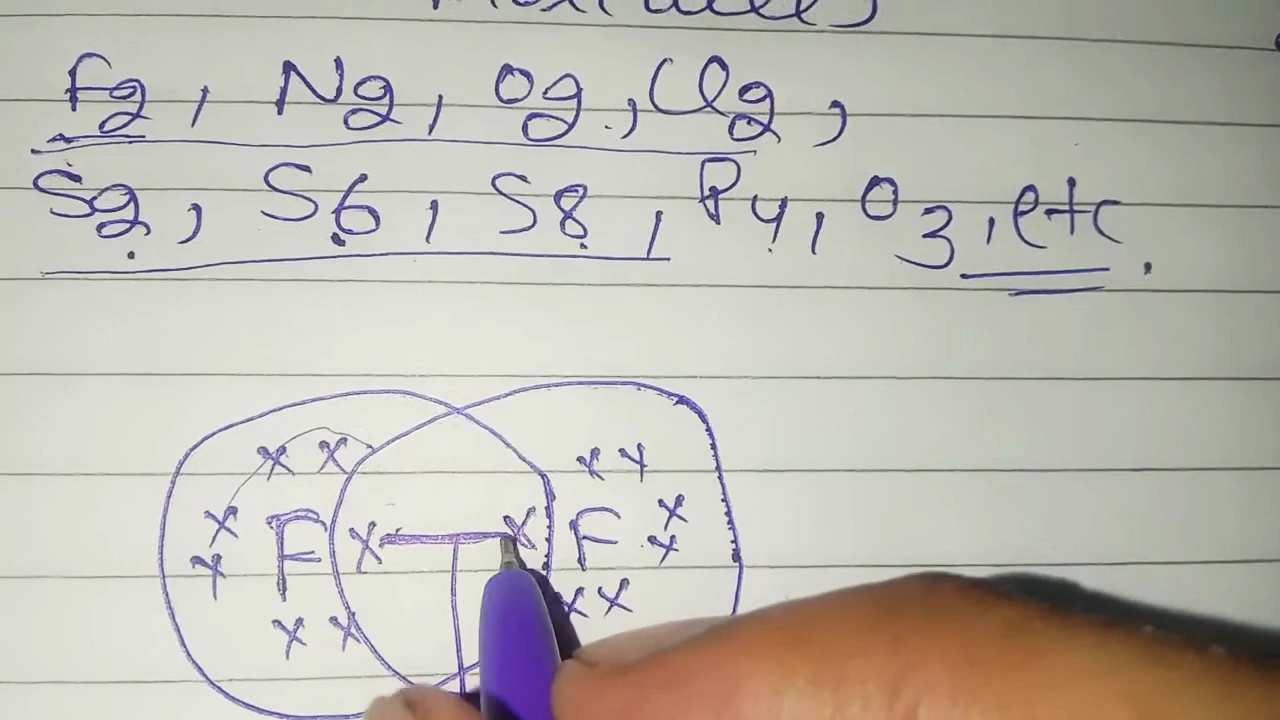 F2, N2, O2, Cl2,
S2, S6, S8, P4, O3, etc.
x x x x
x F x x F x
x x
x x x x